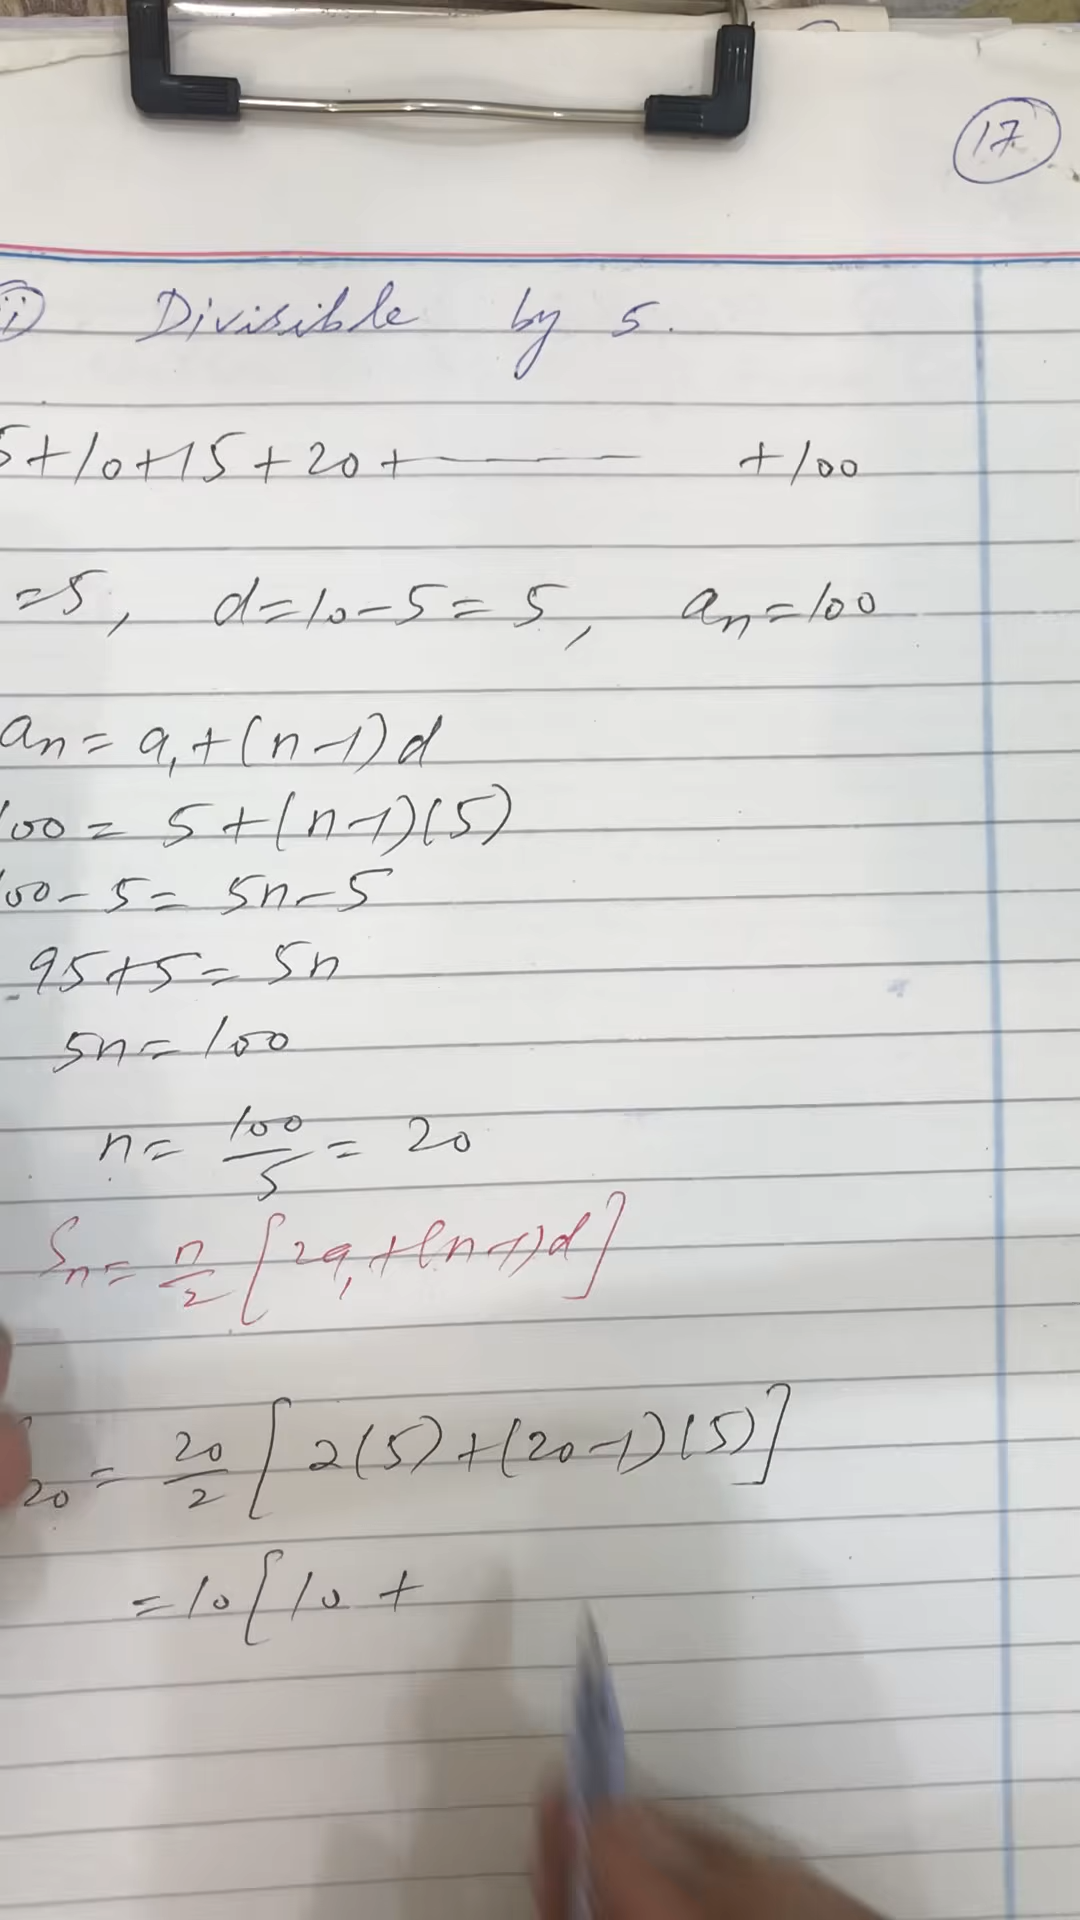 17
ii) Divisible by 5.
5+10+15+20+ ——— +100
=5, d=10-5=5, an=100
an= a1+(n-1)d
100= 5+(n-1)(5)
100-5= 5n-5
95+5= 5n
5n=100
n= 100/5 = 20
Sn= n/2 [2a1+(n-1)d]
S20= 20/2 [2(5)+(20-1)(5)]
=10[10+